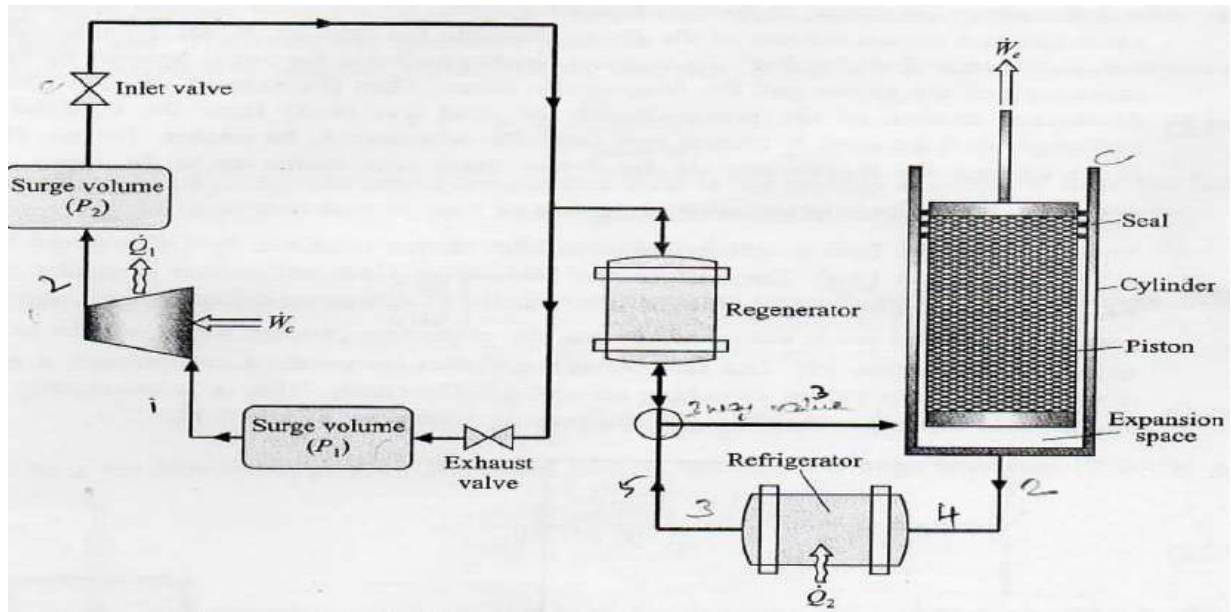 Inlet valve
Surge volume
(P₂)
Q̇₁
2
Ẇc
1
Surge volume
(P₁)
Exhaust
valve
Regenerator
3 way valve
3
Refrigerator
5
3
4
2
Q̇₂
Ẇe
C
Seal
Cylinder
Piston
Expansion
space